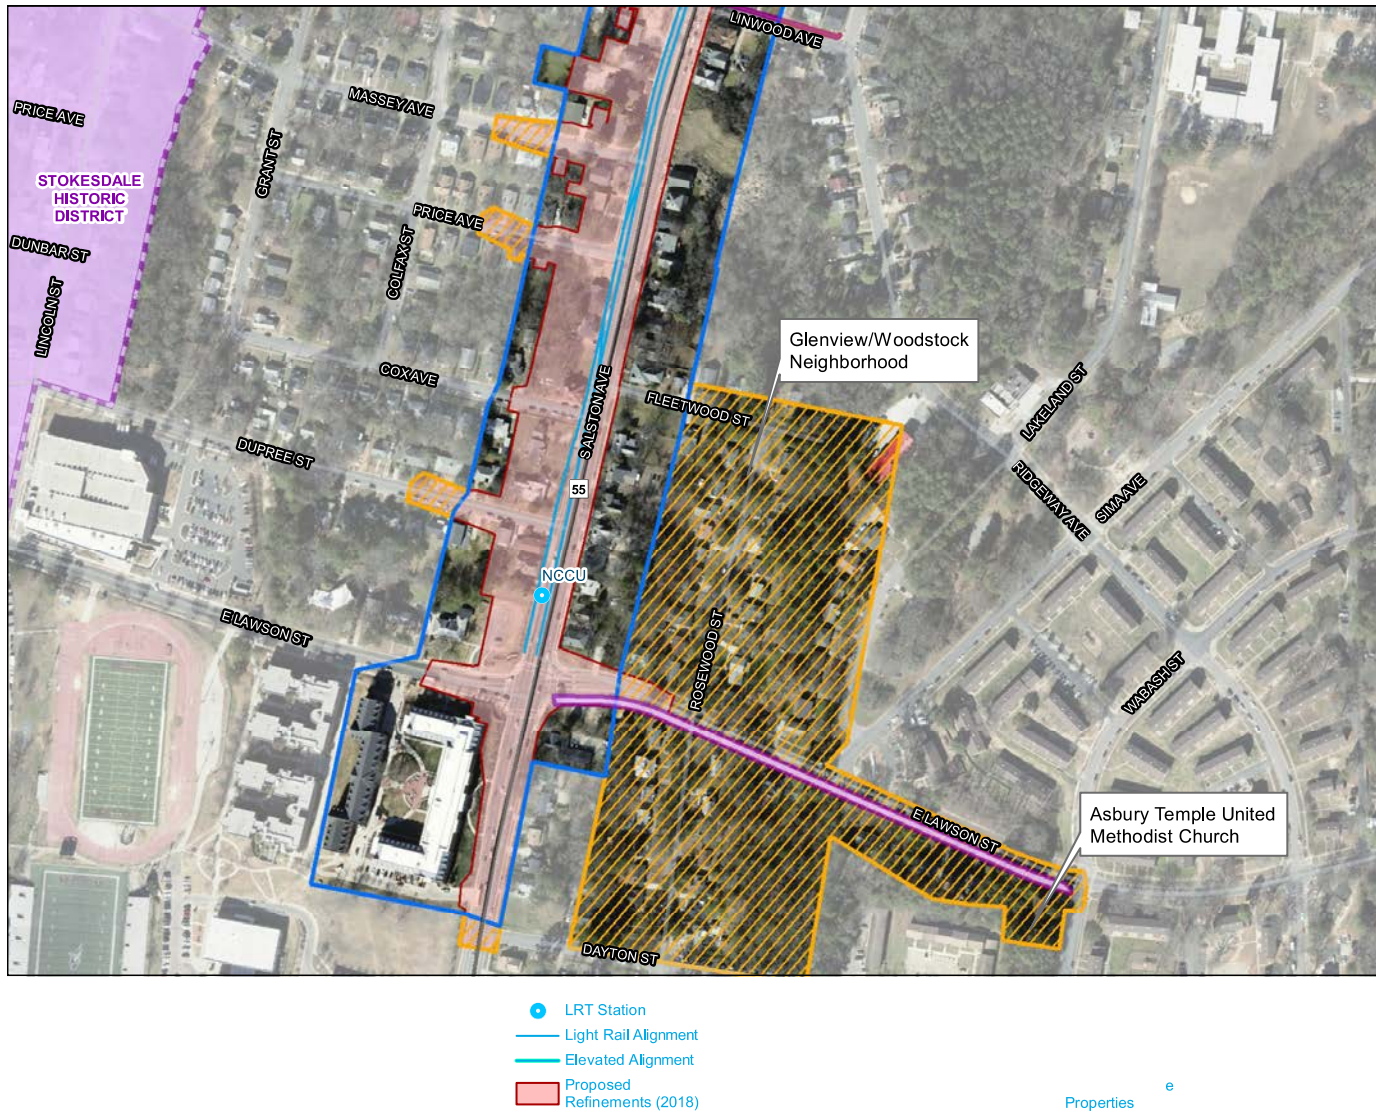 LINWOOD AVE
MASSEY AVE
PRICE AVE
GRANT ST
STOKESDALE
HISTORIC
DISTRICT
PRICE AVE
DUNBAR ST
COLFAX ST
LINCOLN ST
Glenview/Woodstock
Neighborhood
COX AVE
SALSTON AVE
FLEETWOOD ST
LAKELAND ST
DUPREE ST
55
RIDGEWAY AVE
SIMA AVE
NCCU
E LAWSON ST
ROSEWOOD ST
WABASH ST
E LAWSON ST
Asbury Temple United
Methodist Church
DAYTON ST
LRT Station
Light Rail Alignment
Elevated Alignment
Proposed
Refinements (2018)
e
Properties